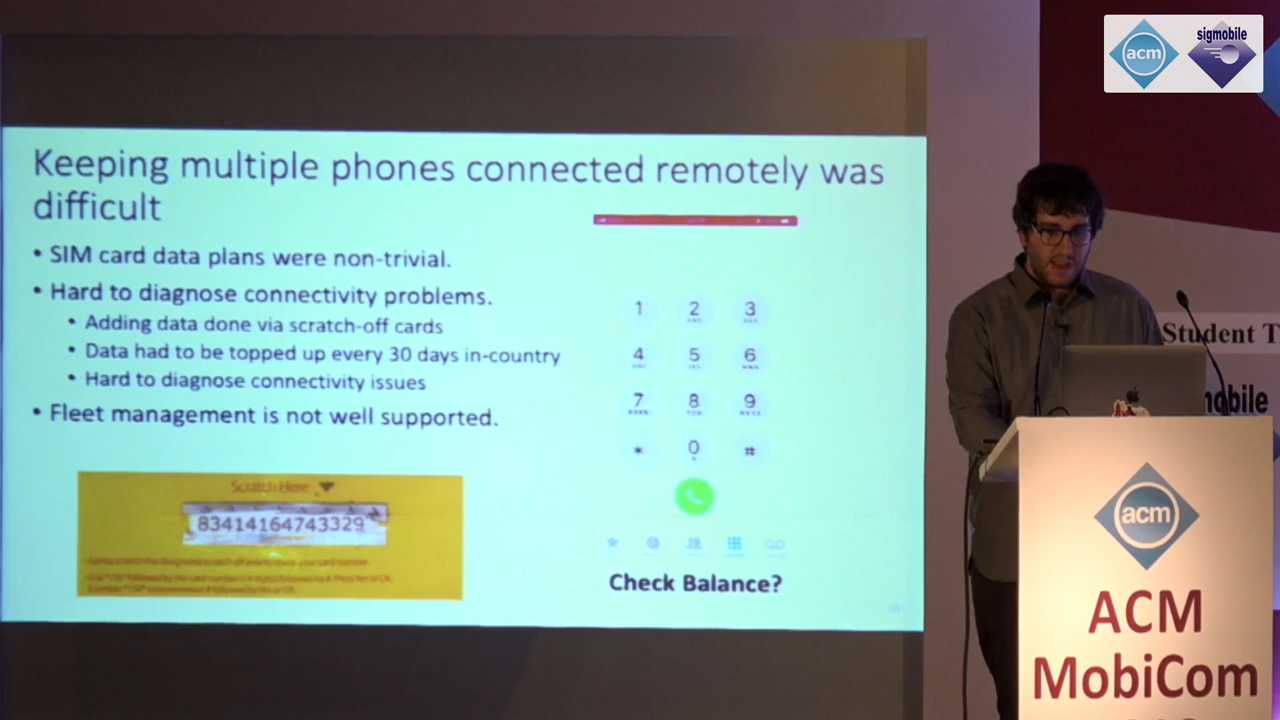 acm
sigmobile
Keeping multiple phones connected remotely was
difficult
• SIM card data plans were non-trivial.
• Hard to diagnose connectivity problems.
• Adding data done via scratch-off cards
• Data had to be topped up every 30 days in-country
• Hard to diagnose connectivity issues
• Fleet management is not well supported.
Scratch Here
83414164743329
1 2 3
4 5 6
7 8 9
* 0 #
Check Balance?
Student T
mobile
acm
ACM
MobiCom